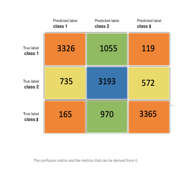 Predicted label
class 1
Predicted label
class 2
Predicted label
class 3
True label
class 1
3326
1055
119
True label
class 2
735
3193
572
True label
class 3
165
970
3365
The confusion matrix and the metrics that can be derived from it.